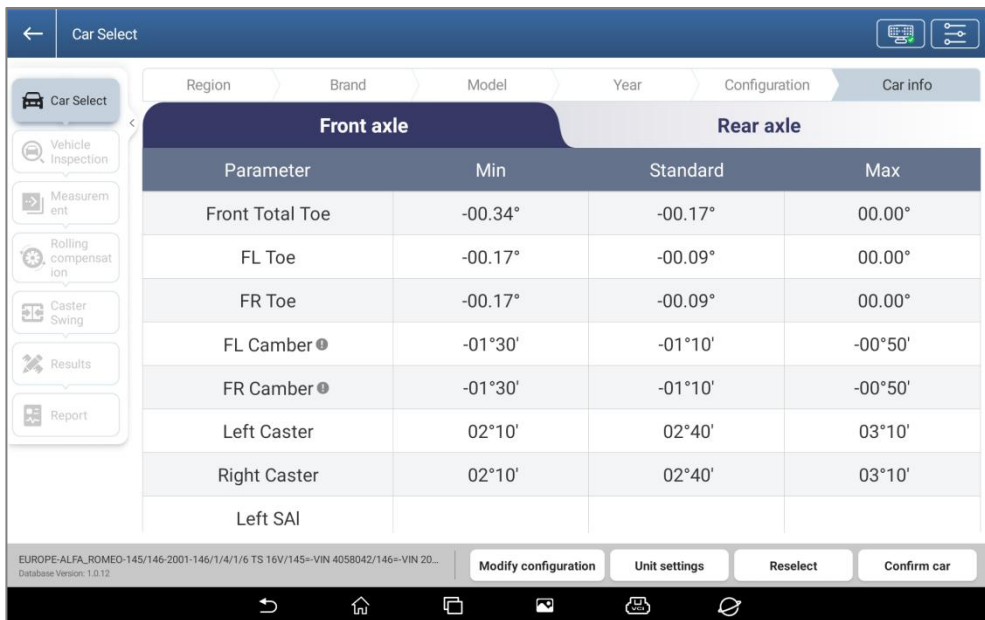 Car Select
Region Brand Model Year Configuration Car info
Car Select
Vehicle
Inspection
Measurem
ent
Rolling
compensat
ion
Caster
Swing
Results
Report
Front axle Rear axle
Parameter Min Standard Max
Front Total Toe -00.34° -00.17° 00.00°
FL Toe -00.17° -00.09° 00.00°
FR Toe -00.17° -00.09° 00.00°
FL Camber -01°30' -01°10' -00°50'
FR Camber -01°30' -01°10' -00°50'
Left Caster 02°10' 02°40' 03°10'
Right Caster 02°10' 02°40' 03°10'
Left SAI
EUROPE-ALFA_ROMEO-145/146-2001-146/1/4/1/6 TS 16V/145=-VIN 4058042/146=-VIN 20...
Database Version: 1.0.12
Modify configuration Unit settings Reselect Confirm car
VCI